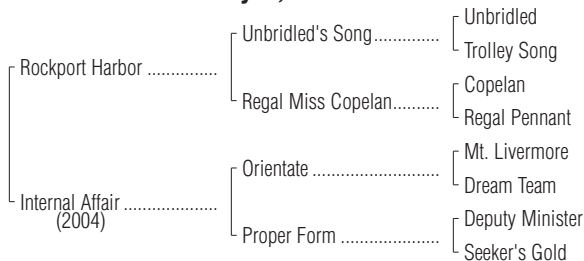 Unbridled
Unbridled's Song..............
Trolley Song
Rockport Harbor ...............
Copelan
Regal Miss Copelan..........
Regal Pennant
Mt. Livermore
Orientate ...........................
Dream Team
Internal Affair ....................
(2004)
Deputy Minister
Proper Form .....................
Seeker's Gold